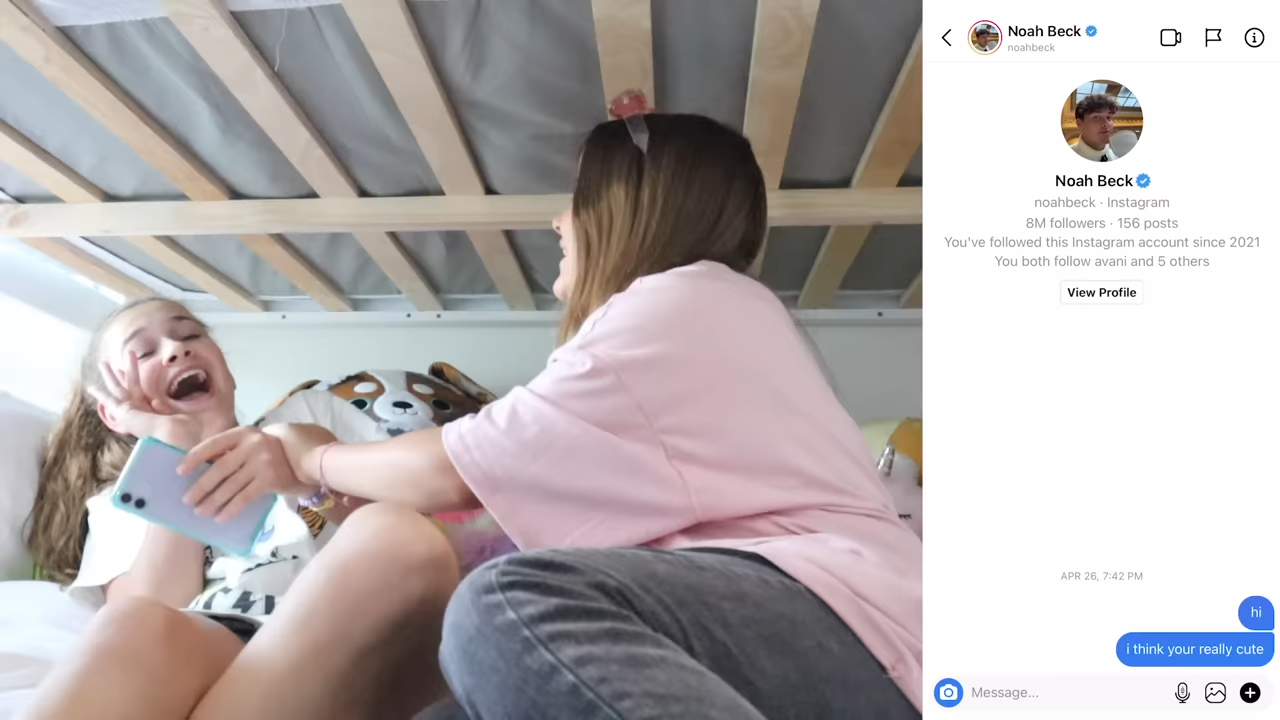 Noah Beck
noahbeck
Noah Beck
noahbeck · Instagram
8M followers · 156 posts
You've followed this Instagram account since 2021
You both follow avani and 5 others
View Profile
APR 26, 7:42 PM
hi
i think your really cute
Message...